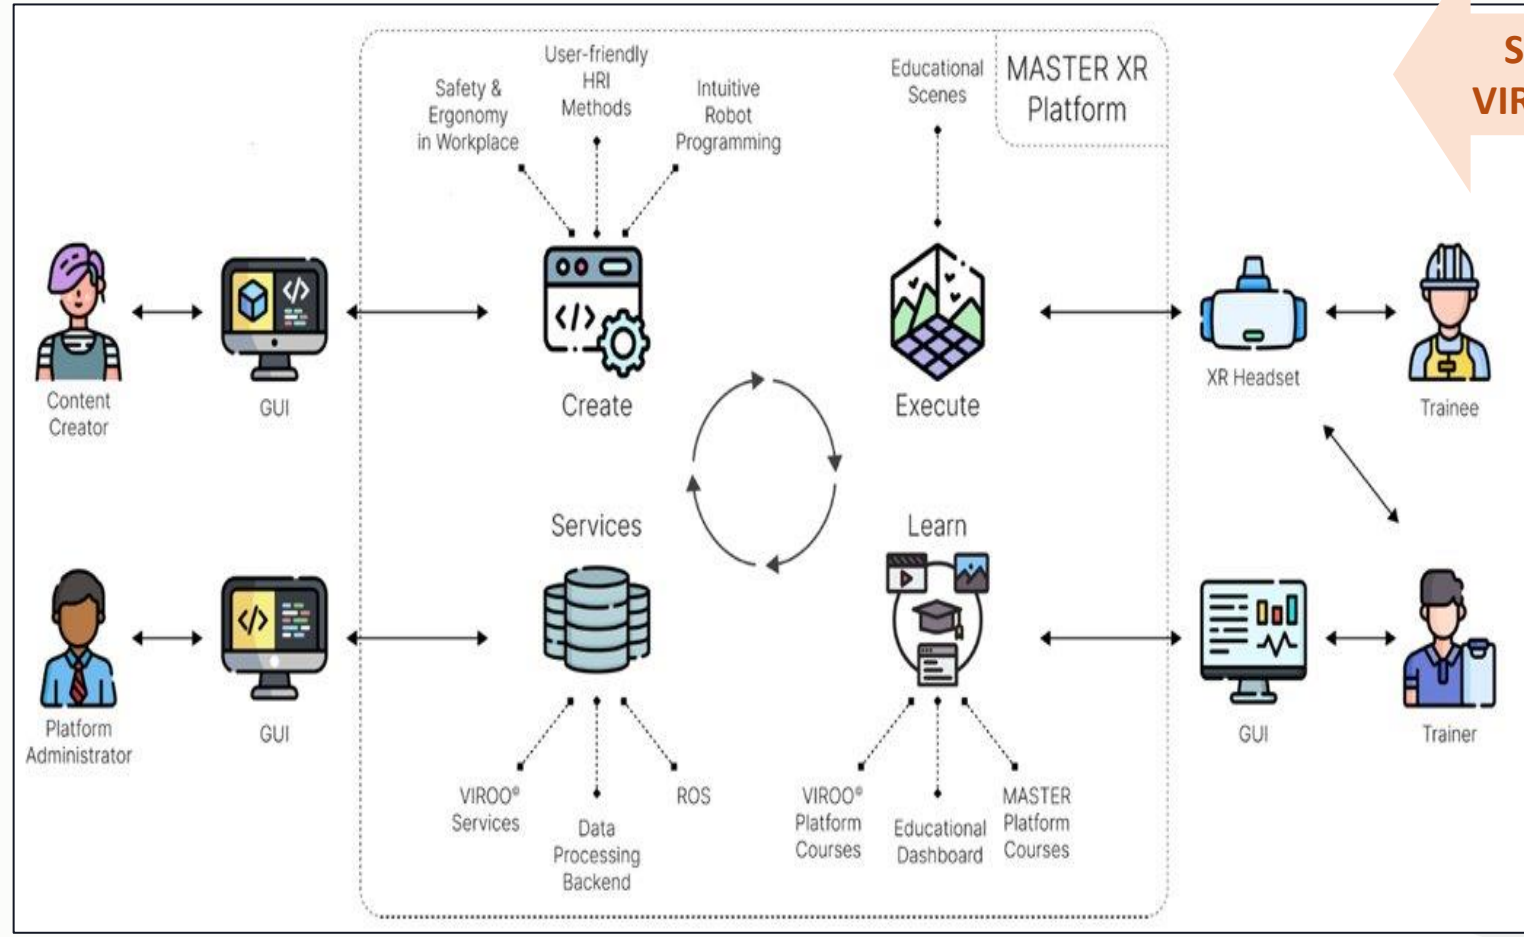 User-friendly
HRI
Methods
Safety &
Ergonomy
in Workplace
Intuitive
Robot
Programming
Educational
Scenes
MASTER XR
Platform
Content
Creator
GUI
Create
Execute
XR Headset
Trainee
Services
Learn
Platform
Administrator
GUI
GUI
Trainer
VIROO®
Services
Data
Processing
Backend
ROS
VIROO®
Platform
Courses
Educational
Dashboard
MASTER
Platform
Courses